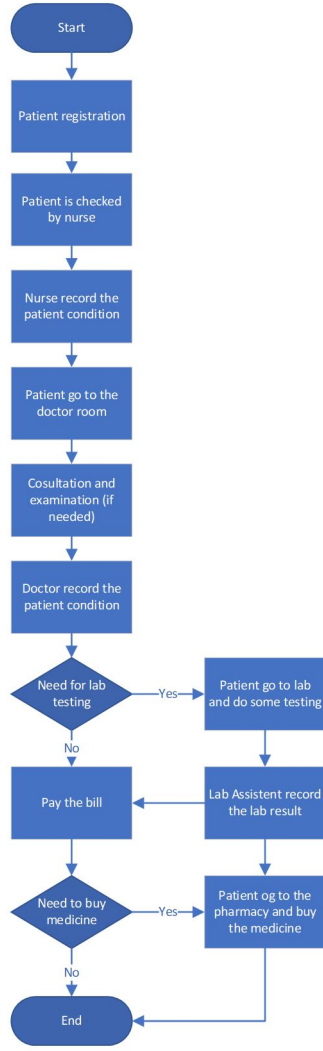 Start
Patient registration
Patient is checked
by nurse
Nurse record the
patient condition
Patient go to the
doctor room
Cosultation and
examination (if
needed)
Doctor record the
patient condition
Need for lab
testing
Yes
Patient go to lab
and do some testing
No
Pay the bill
Lab Assistent record
the lab result
Need to buy
medicine
Yes
Patient og to the
pharmacy and buy
the medicine
No
End